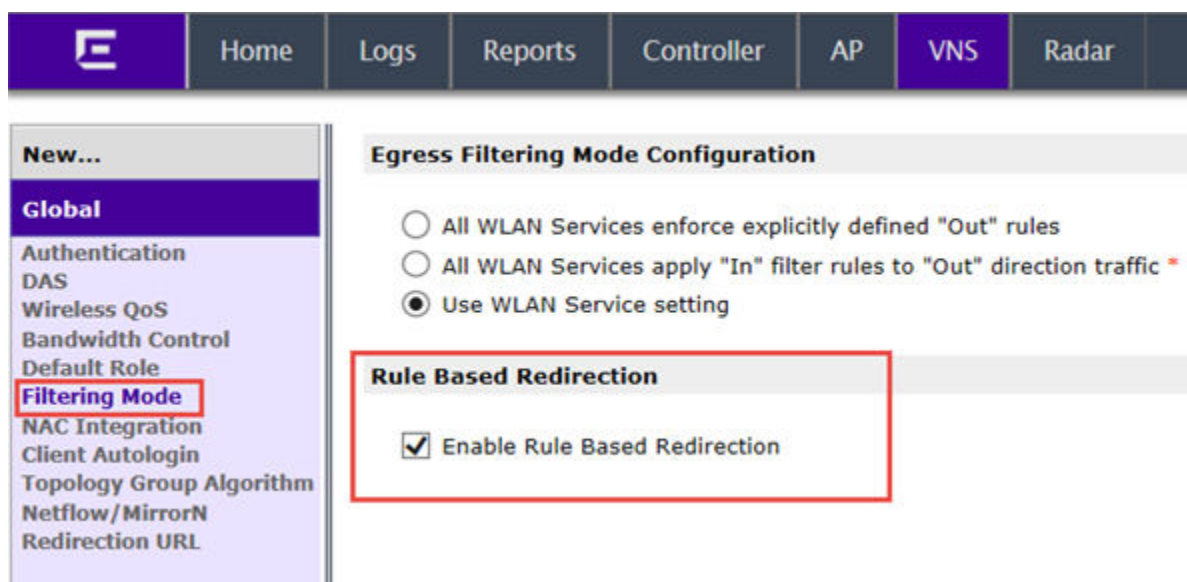 E
Home Logs Reports Controller AP VNS Radar
New...
Global
Authentication
DAS
Wireless QoS
Bandwidth Control
Default Role
Filtering Mode
NAC Integration
Client Autologin
Topology Group Algorithm
Netflow/MirrorN
Redirection URL
Egress Filtering Mode Configuration
All WLAN Services enforce explicitly defined "Out" rules
All WLAN Services apply "In" filter rules to "Out" direction traffic *
Use WLAN Service setting
Rule Based Redirection
Enable Rule Based Redirection